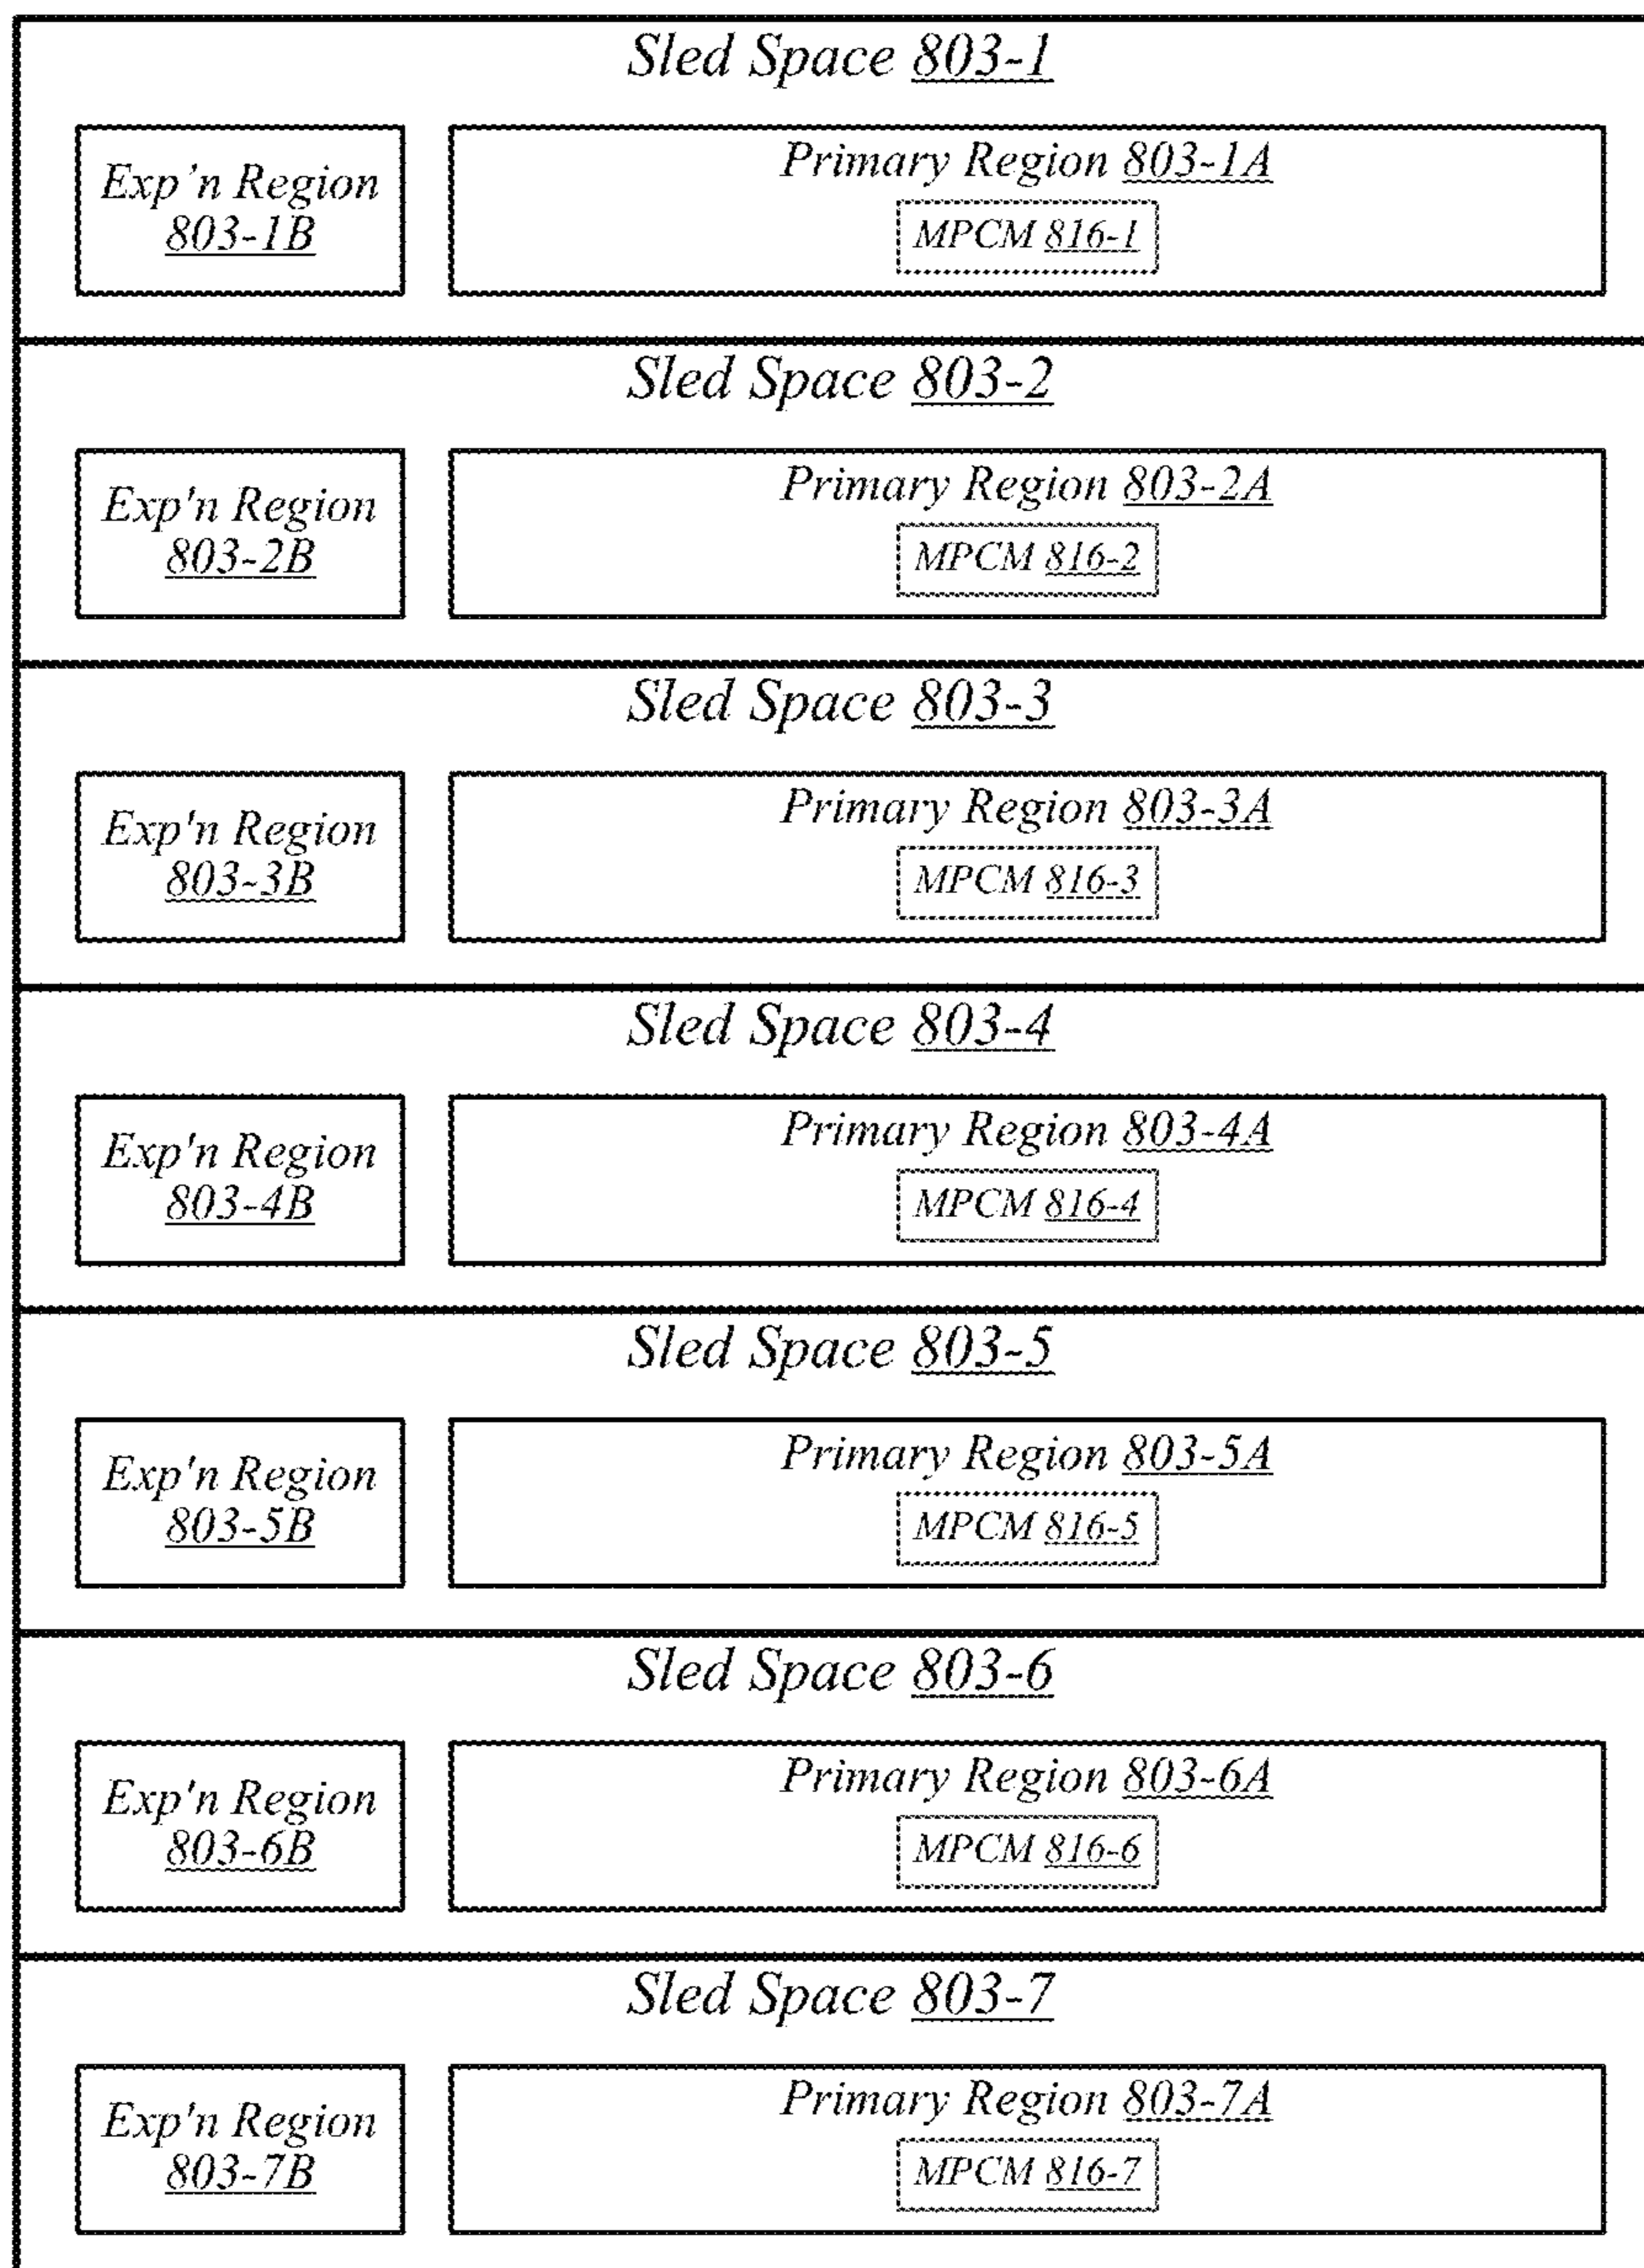 Sled Space 803-1
Exp’n Region
803-1B
Primary Region 803-1A
MPCM 816-1
Sled Space 803-2
Exp'n Region
803-2B
Primary Region 803-2A
MPCM 816-2
Sled Space 803-3
Exp'n Region
803-3B
Primary Region 803-3A
MPCM 816-3
Sled Space 803-4
Exp'n Region
803-4B
Primary Region 803-4A
MPCM 816-4
Sled Space 803-5
Exp'n Region
803-5B
Primary Region 803-5A
MPCM 816-5
Sled Space 803-6
Exp'n Region
803-6B
Primary Region 803-6A
MPCM 816-6
Sled Space 803-7
Exp'n Region
803-7B
Primary Region 803-7A
MPCM 816-7